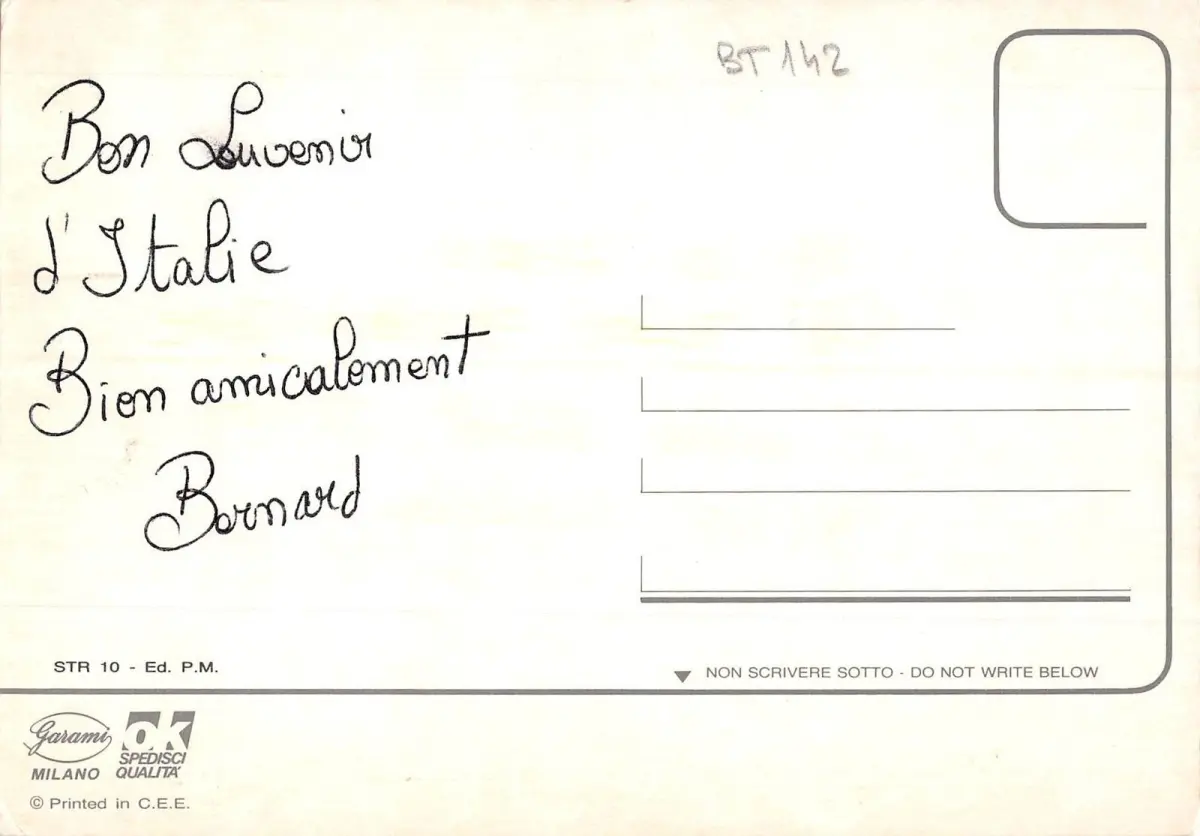 BT 142
Bon Souvenir
d'Italie
Bien amicalement
Bernard
STR 10 - Ed. P.M.
NON SCRIVERE SOTTO - DO NOT WRITE BELOW
Garami
MILANO
OK
SPEDISCI
QUALITA'
© Printed in C.E.E.